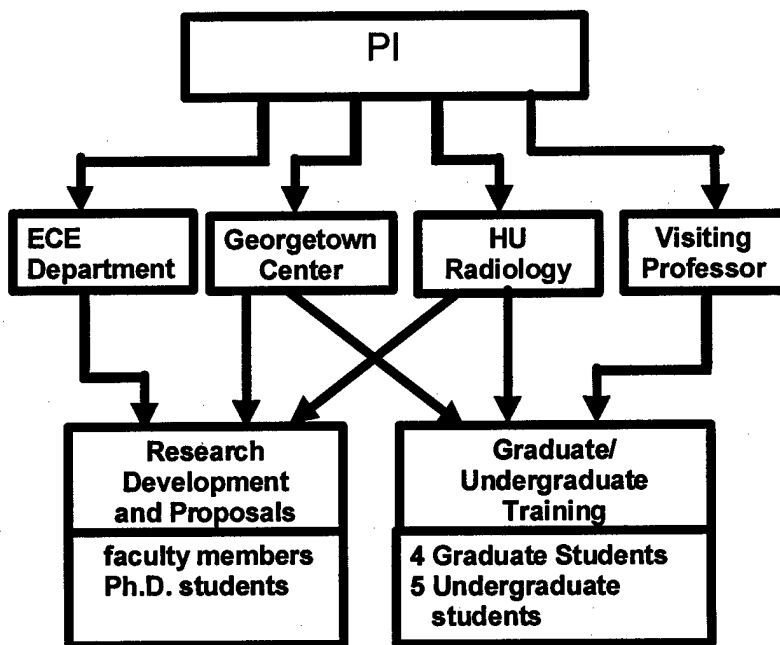 PI
ECE
Department
Georgetown
Center
HU
Radiology
Visiting
Professor
Research
Development
and Proposals
faculty members
Ph.D. students
Graduate/
Undergraduate
Training
4 Graduate Students
5 Undergraduate
students